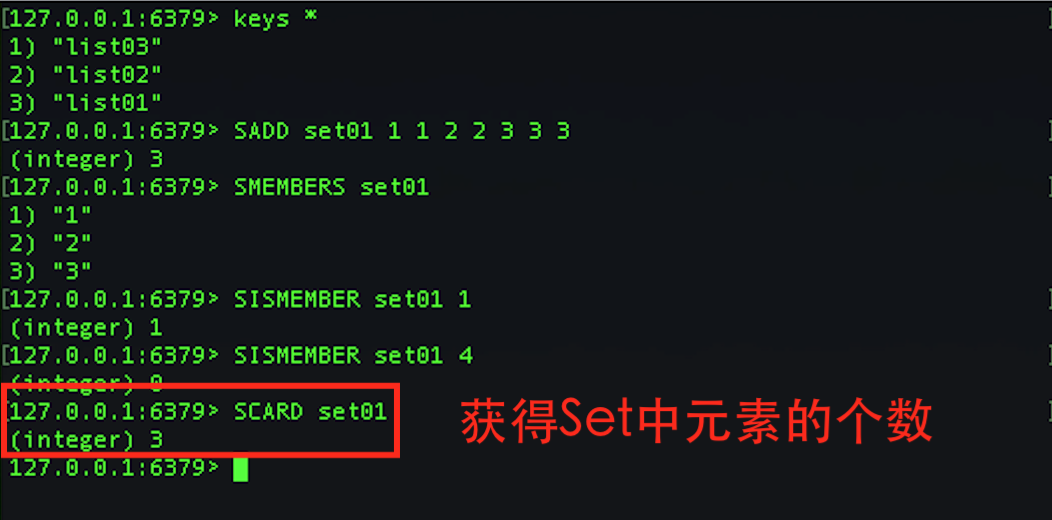 [127.0.0.1:6379> keys *
1) "list03"
2) "list02"
3) "list01"
[127.0.0.1:6379> SADD set01 1 1 2 2 3 3 3
(integer) 3
[127.0.0.1:6379> SMEMBERS set01
1) "1"
2) "2"
3) "3"
[127.0.0.1:6379> SISMEMBER set01 1
(integer) 1
[127.0.0.1:6379> SISMEMBER set01 4
(integer) 0
[127.0.0.1:6379> SCARD set01
(integer) 3
获得Set中元素的个数
127.0.0.1:6379>